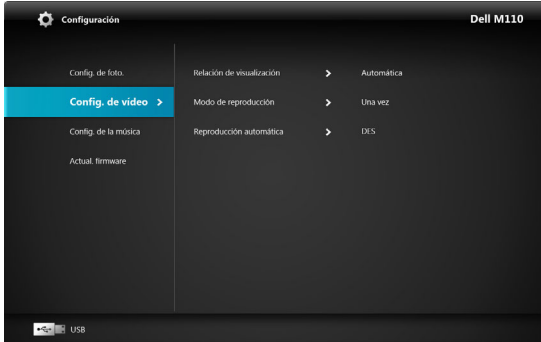 Configuración
Dell M110
Config. de foto.
Relación de visualización
Automática
Config. de vídeo
Modo de reproducción
Una vez
Config. de la música
Reproducción automática
DES
Actual. firmware
USB